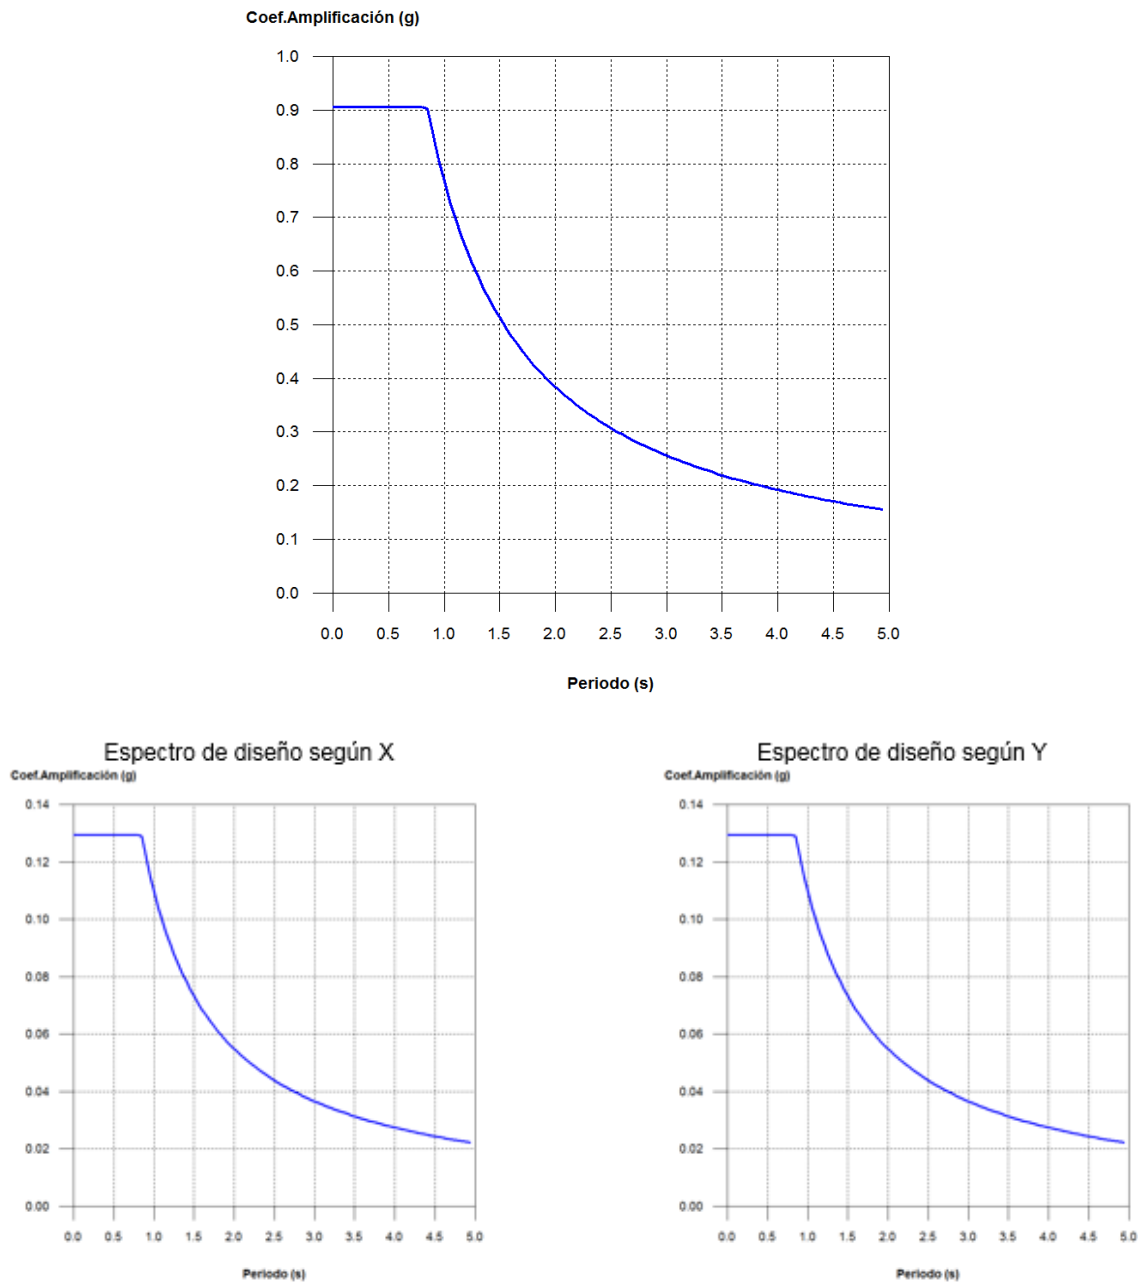 Coef.Amplificación (g)
1.0
0.9
0.8
0.7
0.6
0.5
0.4
0.3
0.2
0.1
0.0
0.0 0.5 1.0 1.5 2.0 2.5 3.0 3.5 4.0 4.5 5.0
Periodo (s)
Espectro de diseño según X
Coef.Amplificación (g)
0.14
0.12
0.10
0.08
0.06
0.04
0.02
0.00
0.0 0.5 1.0 1.5 2.0 2.5 3.0 3.5 4.0 4.5 5.0
Periodo (s)
Espectro de diseño según Y
Coef.Amplificación (g)
0.14
0.12
0.10
0.08
0.06
0.04
0.02
0.00
0.0 0.5 1.0 1.5 2.0 2.5 3.0 3.5 4.0 4.5 5.0
Periodo (s)